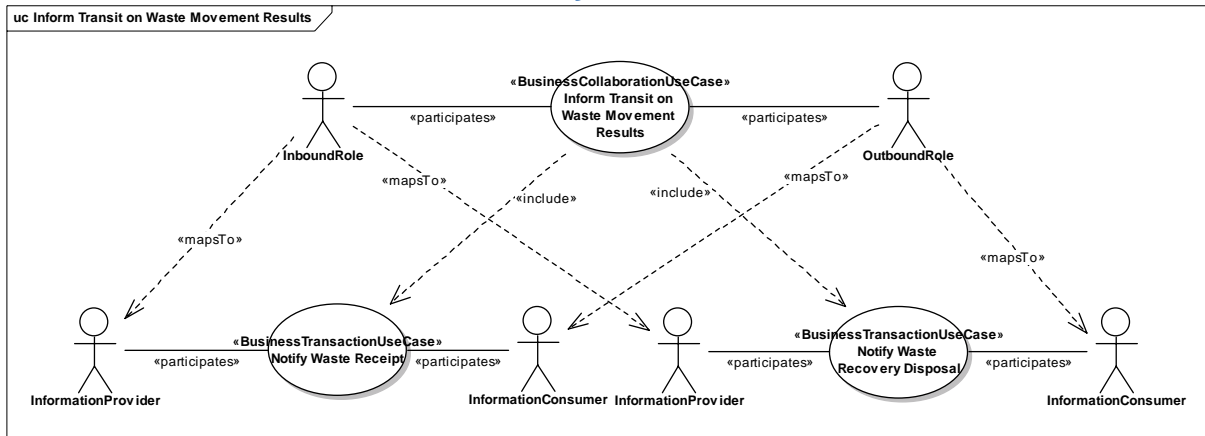 uc Inform Transit on Waste Movement Results
«BusinessCollaborationUseCase»
Inform Transit on
Waste Movement
Results
«participates»
«participates»
InboundRole
OutboundRole
«mapsTo»
«include»
«include»
«mapsTo»
«mapsTo»
«mapsTo»
«BusinessTransactionUseCase»
Notify Waste Receipt
«participates»
«participates»
«BusinessTransactionUseCase»
Notify Waste
Recovery Disposal
«participates»
«participates»
InformationProvider
InformationConsumer
InformationProvider
InformationConsumer